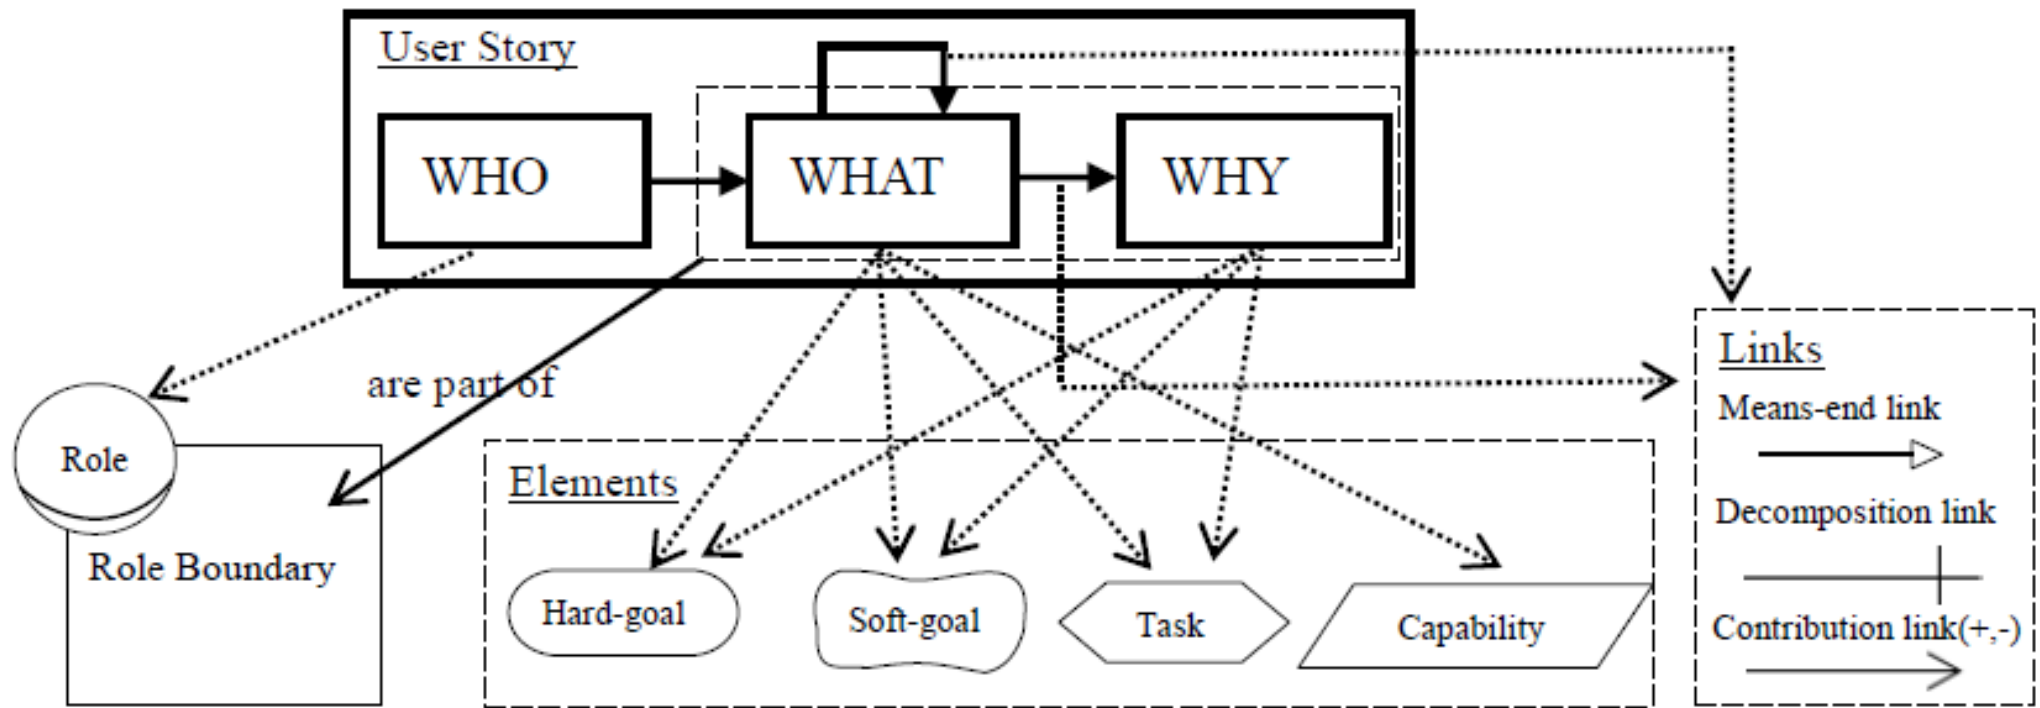 User Story
WHO
WHAT
WHY
are part of
Role
Role Boundary
Elements
Hard-goal
Soft-goal
Task
Capability
Links
Means-end link
Decomposition link
Contribution link(+,-)